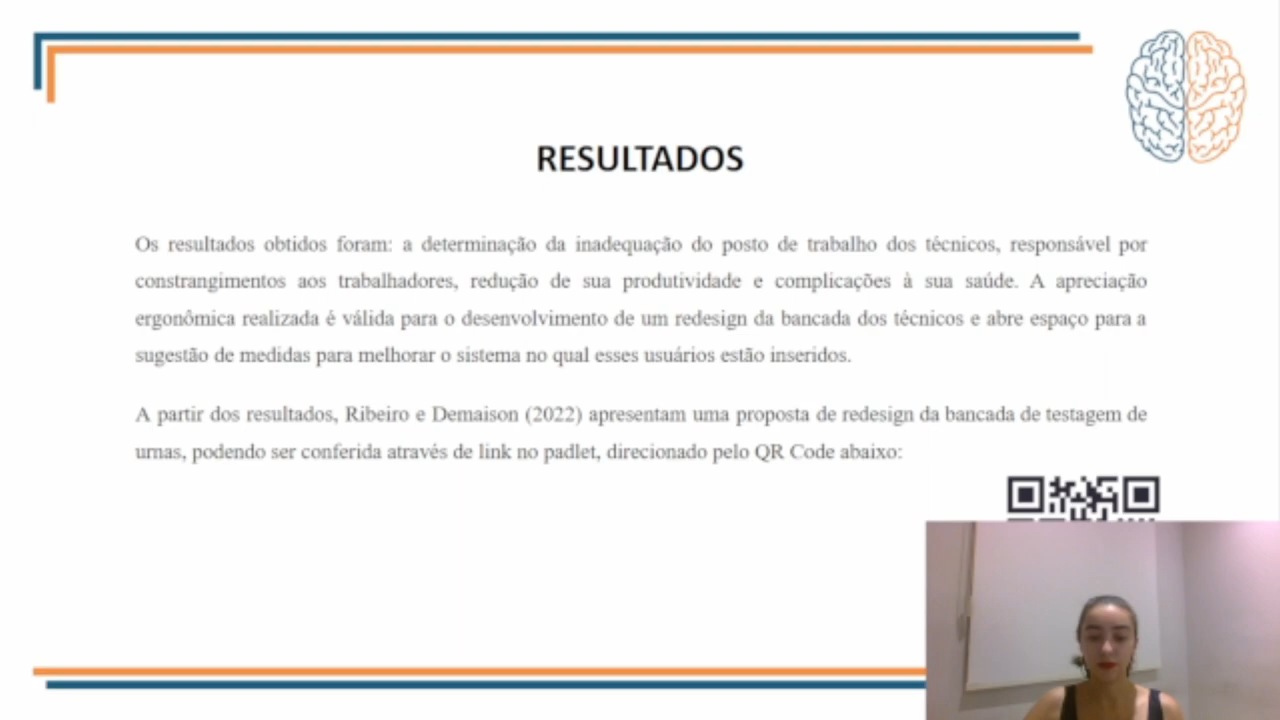 RESULTADOS
Os resultados obtidos foram: a determinação da inadequação do posto de trabalho dos técnicos, responsável por
constrangimentos aos trabalhadores, redução de sua produtividade e complicações à sua saúde. A apreciação
ergonômica realizada é válida para o desenvolvimento de um redesign da bancada dos técnicos e abre espaço para a
sugestão de medidas para melhorar o sistema no qual esses usuários estão inseridos.
A partir dos resultados, Ribeiro e Demaison (2022) apresentam uma proposta de redesign da bancada de testagem de
urnas, podendo ser conferida através de link no padlet, direcionado pelo QR Code abaixo: